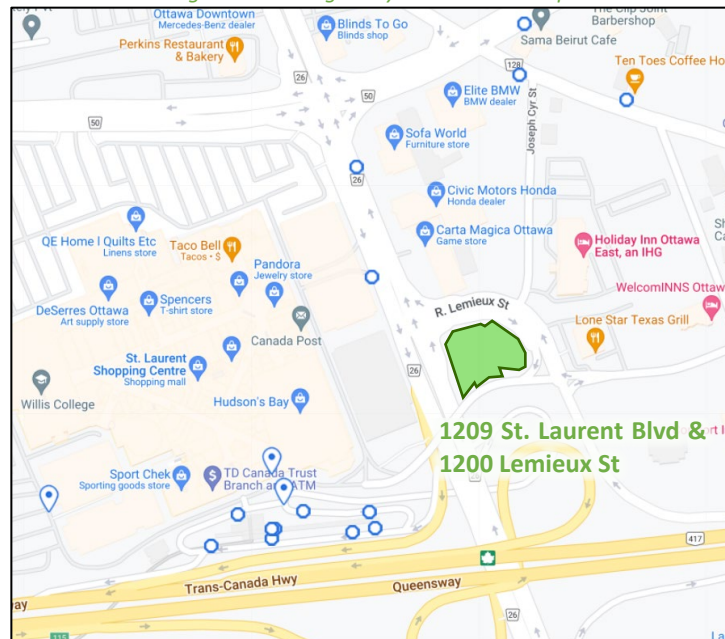 Ottawa Downtown
Mercedes-Benz dealer
Blinds To Go
Blinds shop
Barbershop
Sama Beirut Cafe
Perkins Restaurant
& Bakery
Ten Toes Coffee Ho
26
128
50
50
Elite BMW
BMW dealer
Joseph Cyr St
Sofa World
Furniture store
26
Civic Motors Honda
Honda dealer
QE Home I Quilts Etc
Linens store
Taco Bell
Tacos • $
Carta Magica Ottawa
Game store
Holiday Inn Ottawa
East, an IHG
Pandora
Jewelry store
DeSerres Ottawa
Art supply store
Spencers
T-shirt store
WelcomINNS Ottaw
R. Lemieux St
Lone Star Texas Grill
Canada Post
St. Laurent
Shopping Centre
Shopping mall
26
Willis College
Hudson's Bay
1209 St. Laurent Blvd &
1200 Lemieux St
Sport Chek
Sporting goods store
TD Canada Trust
Branch and ATM
417
Trans-Canada Hwy
Queensway
26
way
115